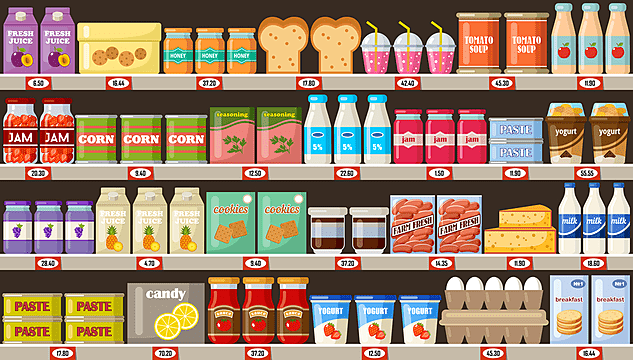 FRESH JUICE FRESH JUICE HONEY HONEY HONEY TOMATO SOUP TOMATO SOUP
6.50 16.44 37.20 17.80 42.40 45.20 11.90
JAM JAM CORN CORN CORN seasoning seasoning 5% 5% 5% jam jam jam PASTE PASTE yogurt yogurt
20.30 9.40 12.50 22.60 1.50 11.90 55.55
FRESH JUICE FRESH JUICE FRESH JUICE cookies cookies FARM FRESH FARM FRESH milk milk milk
28.40 4.70 9.40 37.20 14.35 11.90 18.60
PASTE PASTE PASTE PASTE candy YOGURT YOGURT YOGURT №1 breakfast №1 breakfast
17.80 70.20 37.20 12.50 45.30 16.44